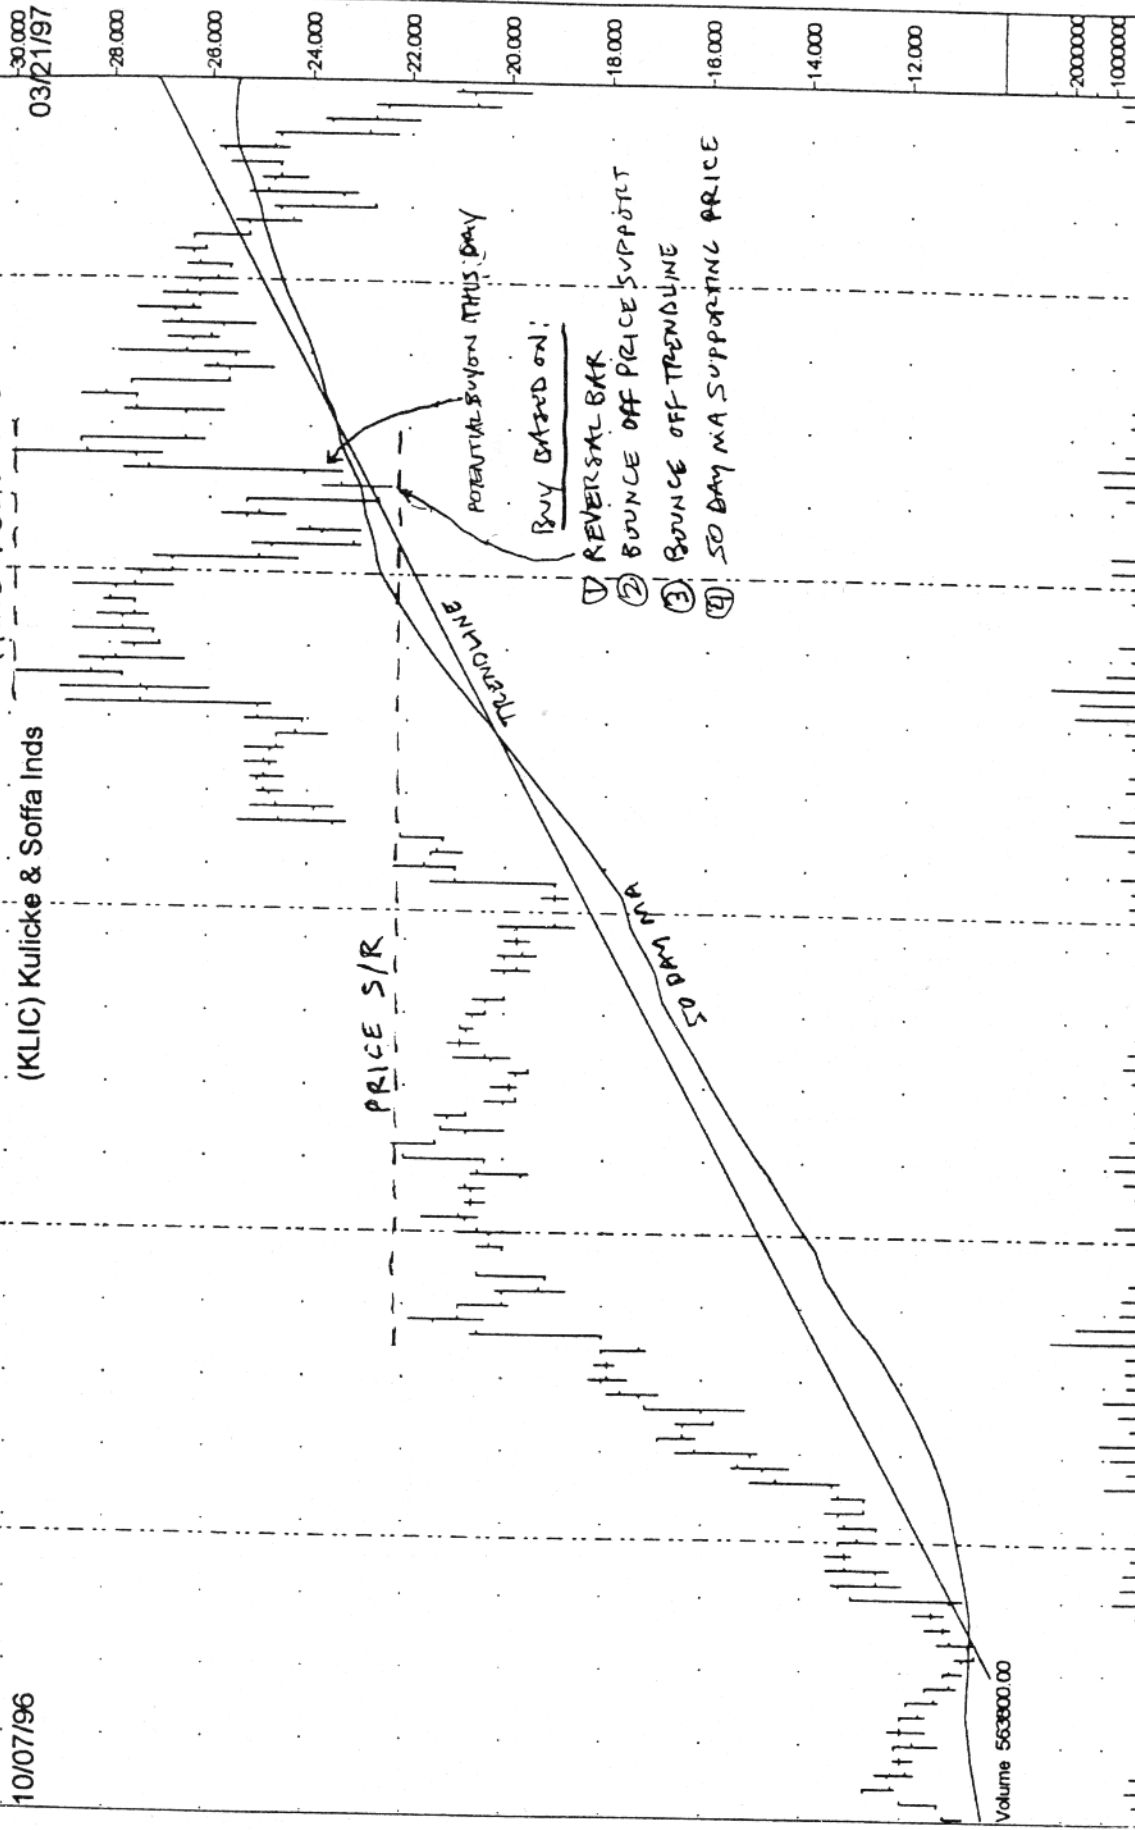 10/07/96
(KLIC) Kulicke & Soffa Inds
03/21/97
30.000
28.000
26.000
24.000
22.000
20.000
18.000
16.000
14.000
12.000
2000000
1000000
PRICE S/R
TRENDLINE
50 DAY MA
POTENTIAL BUY ON THIS DAY
BUY BASED ON:
① REVERSAL BAR
② BOUNCE OFF PRICE SUPPORT
③ BOUNCE OFF TRENDLINE
④ 50 DAY MA SUPPORTING PRICE
Volume 563800.00